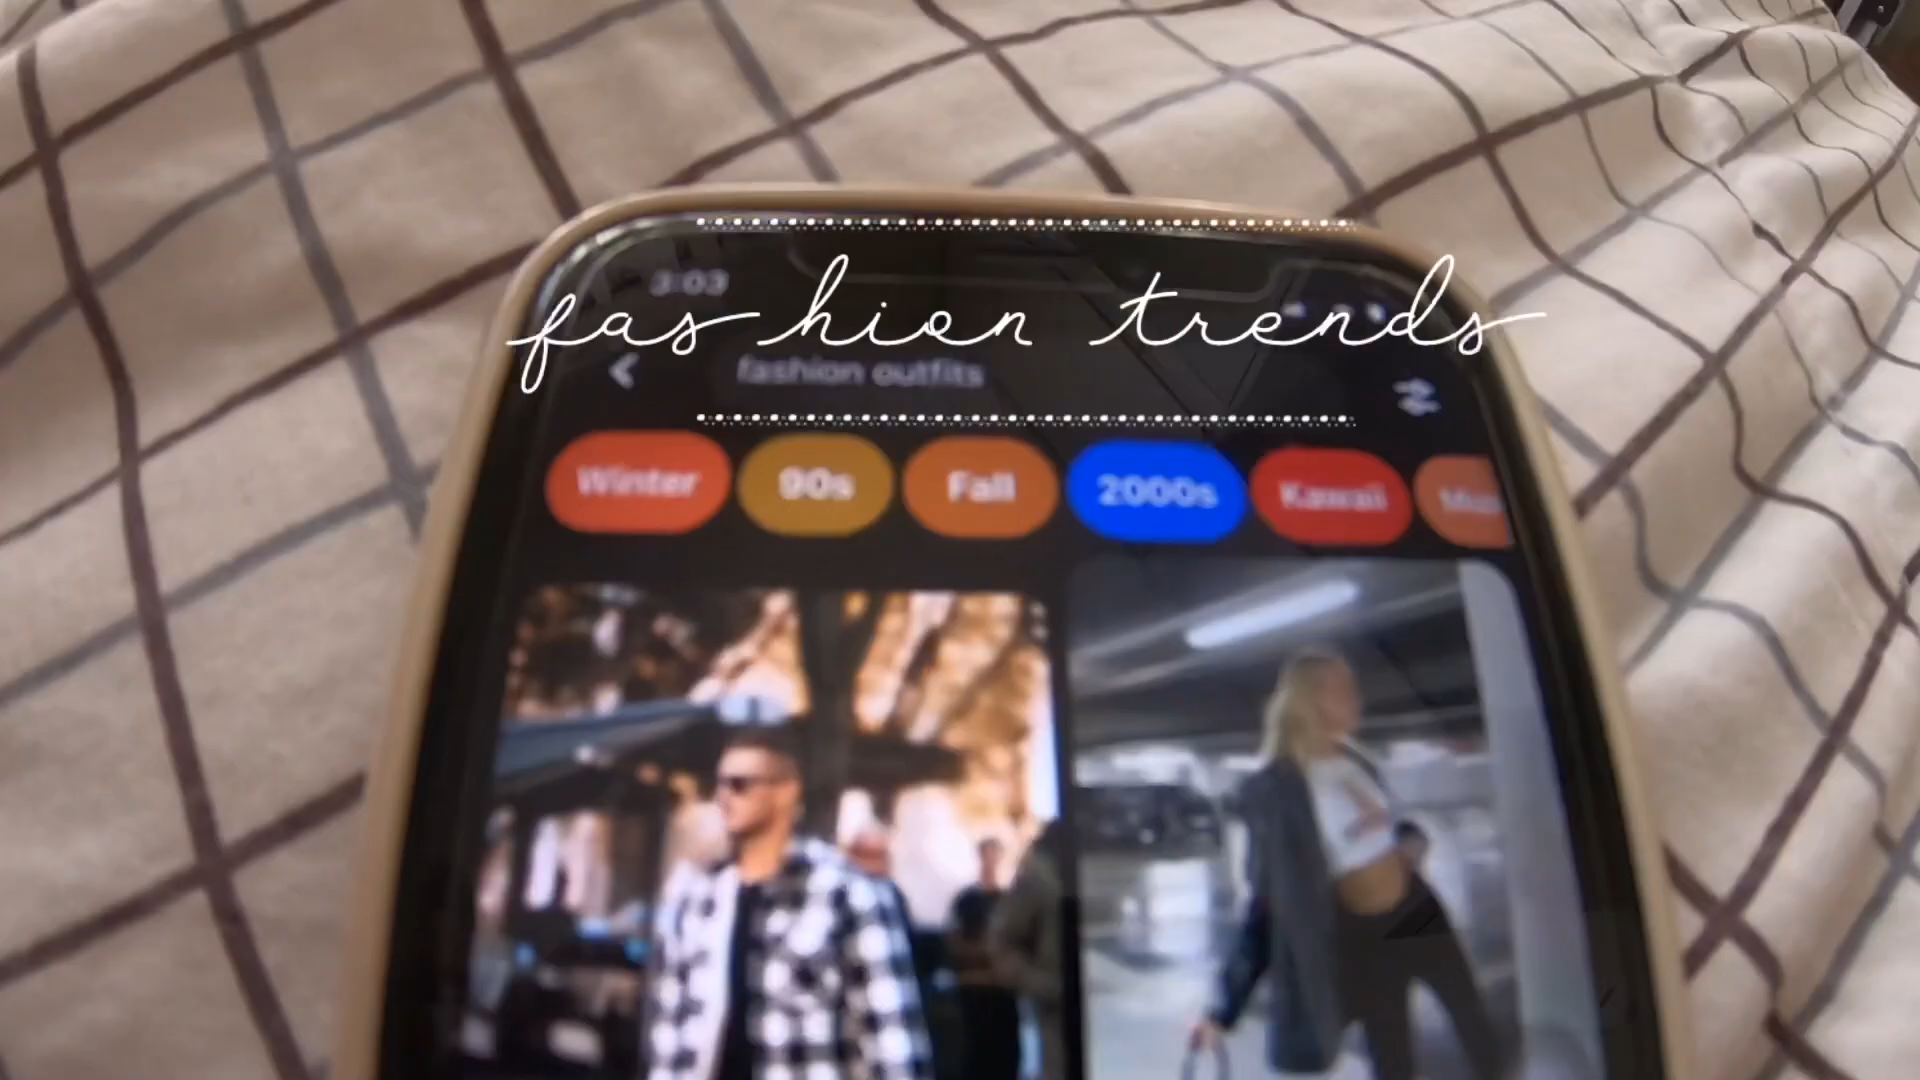 3:03
fashion trends
fashion outfits
Winter 90s Fall 2000s Kawaii